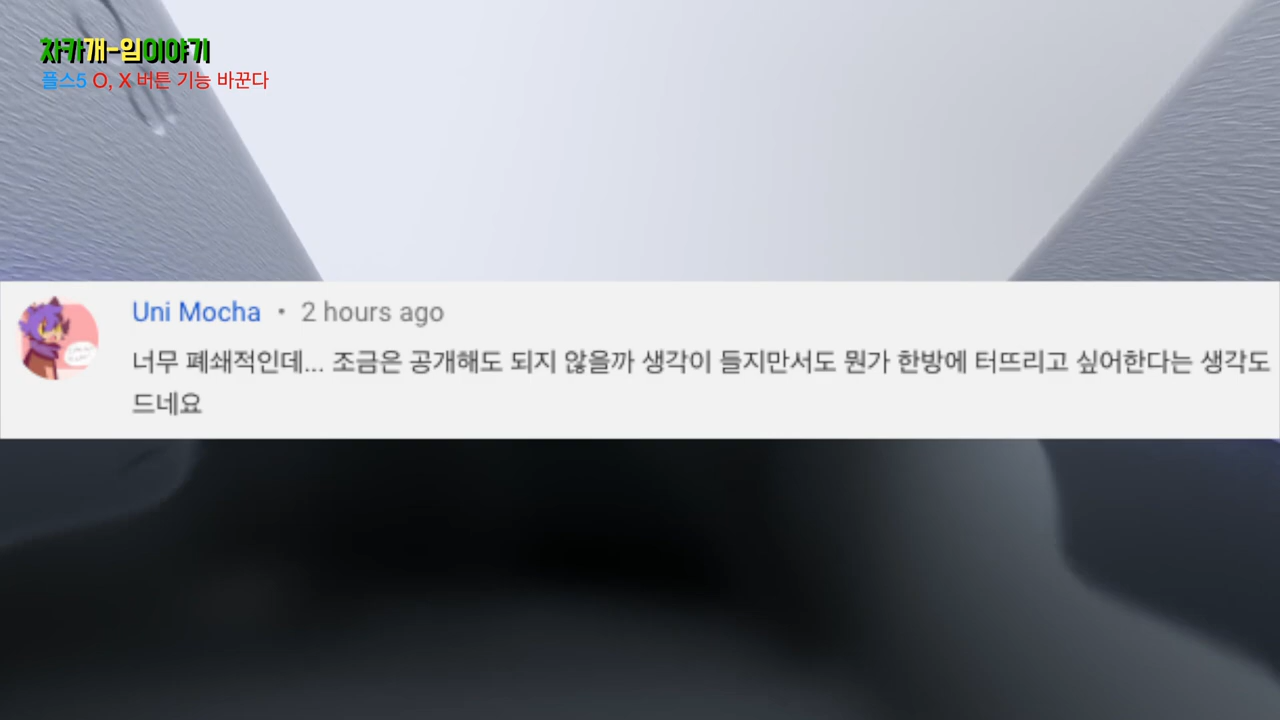 차카개-임이야기
플스5 O, X 버튼 기능 바꾼다
Uni Mocha • 2 hours ago
너무 폐쇄적인데... 조금은 공개해도 되지 않을까 생각이 들지만서도 뭔가 한방에 터뜨리고 싶어한다는 생각도
드네요